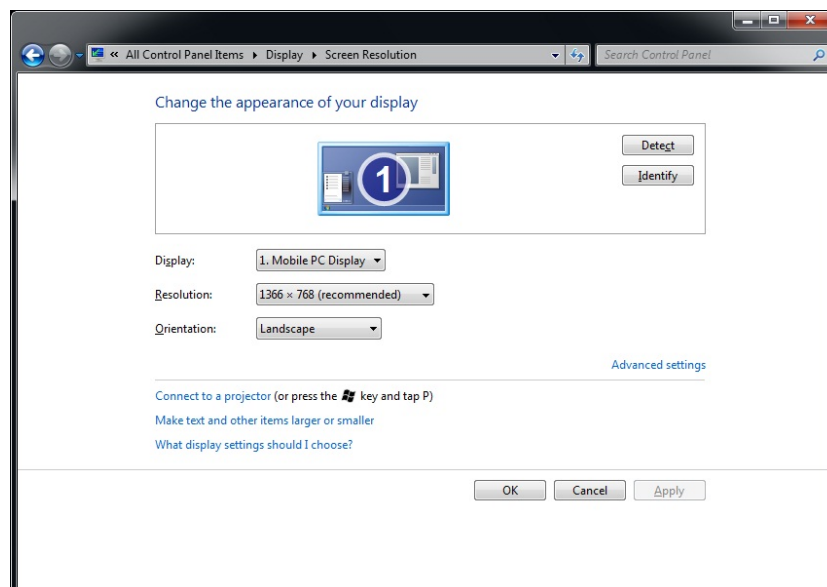 « All Control Panel Items ▸ Display ▸ Screen Resolution
Search Control Panel
Change the appearance of your display
1
Detect
Identify
Display: 1. Mobile PC Display
Resolution: 1366 × 768 (recommended)
Orientation: Landscape
Advanced settings
Connect to a projector (or press the key and tap P)
Make text and other items larger or smaller
What display settings should I choose?
OK Cancel Apply